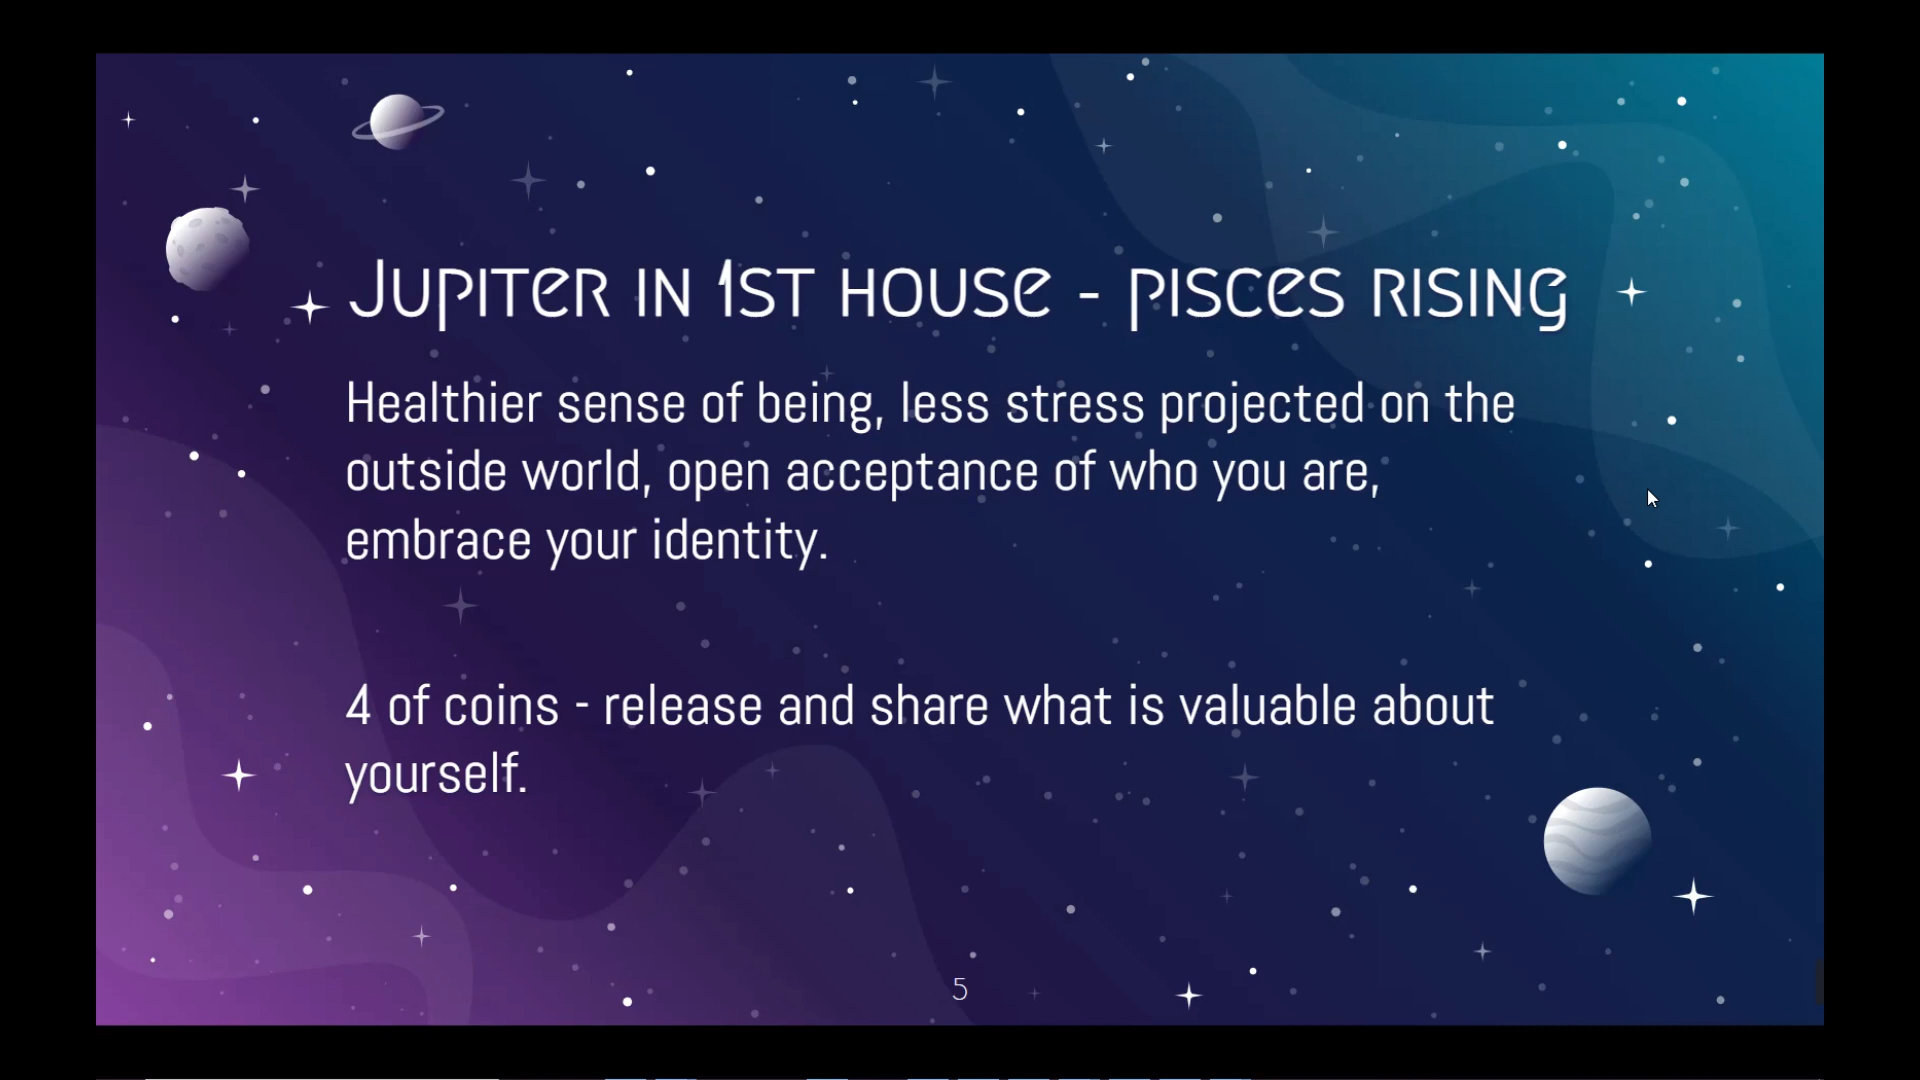 Jupiter in 1st house - pisces rising
Healthier sense of being, less stress projected on the
outside world, open acceptance of who you are,
embrace your identity.
4 of coins - release and share what is valuable about
yourself.
5